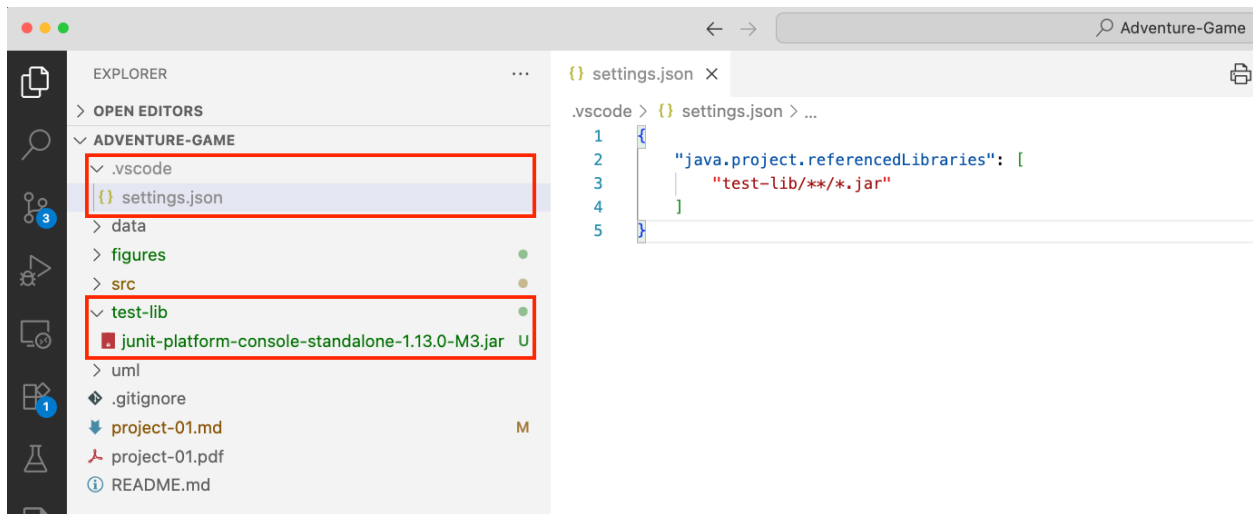 Adventure-Game
EXPLORER
OPEN EDITORS
ADVENTURE-GAME
.vscode
{} settings.json
data
figures
src
test-lib
junit-platform-console-standalone-1.13.0-M3.jar U
uml
.gitignore
project-01.md M
project-01.pdf
README.md
3
1
{} settings.json
.vscode > {} settings.json > ...
1 {
2 "java.project.referencedLibraries": [
3 "test-lib/**/*.jar"
4 ]
5 }